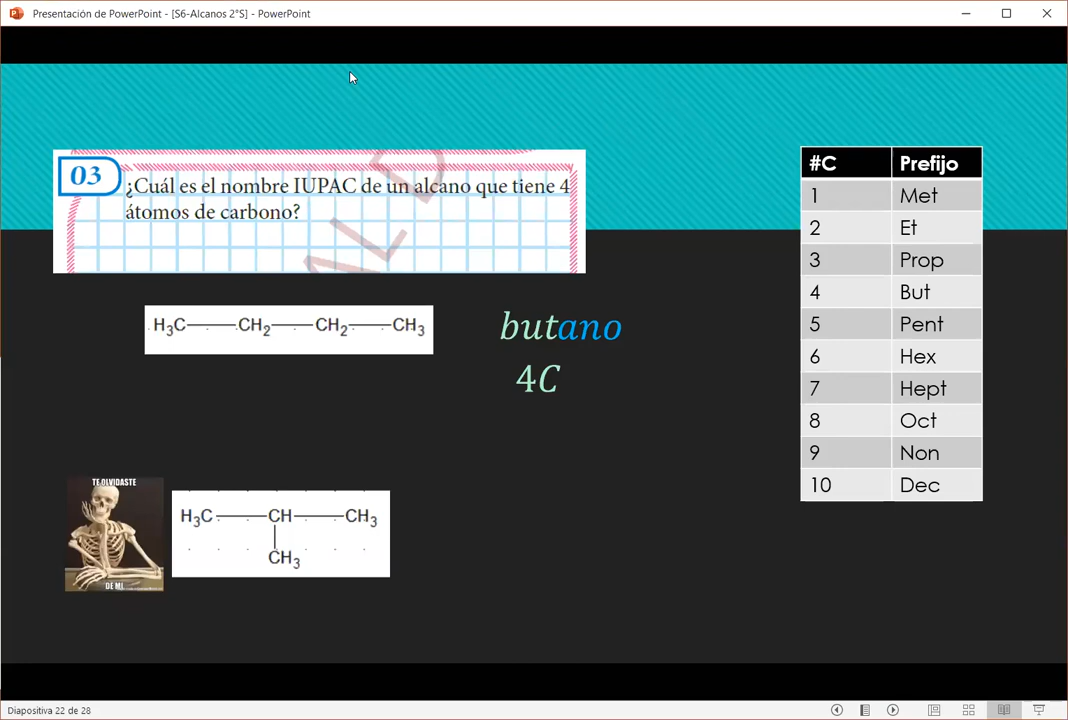 Presentación de PowerPoint - [S6-Alcanos 2°S] - PowerPoint
03
¿Cuál es el nombre IUPAC de un alcano que tiene 4
átomos de carbono?
AL D
#C Prefijo
1 Met
2 Et
3 Prop
4 But
5 Pent
6 Hex
7 Hept
8 Oct
9 Non
10 Dec
H3C CH2 CH2 CH3
butano
4C
TE OLVIDASTE
DE MI
H3C CH CH3
CH3
Diapositiva 22 de 28